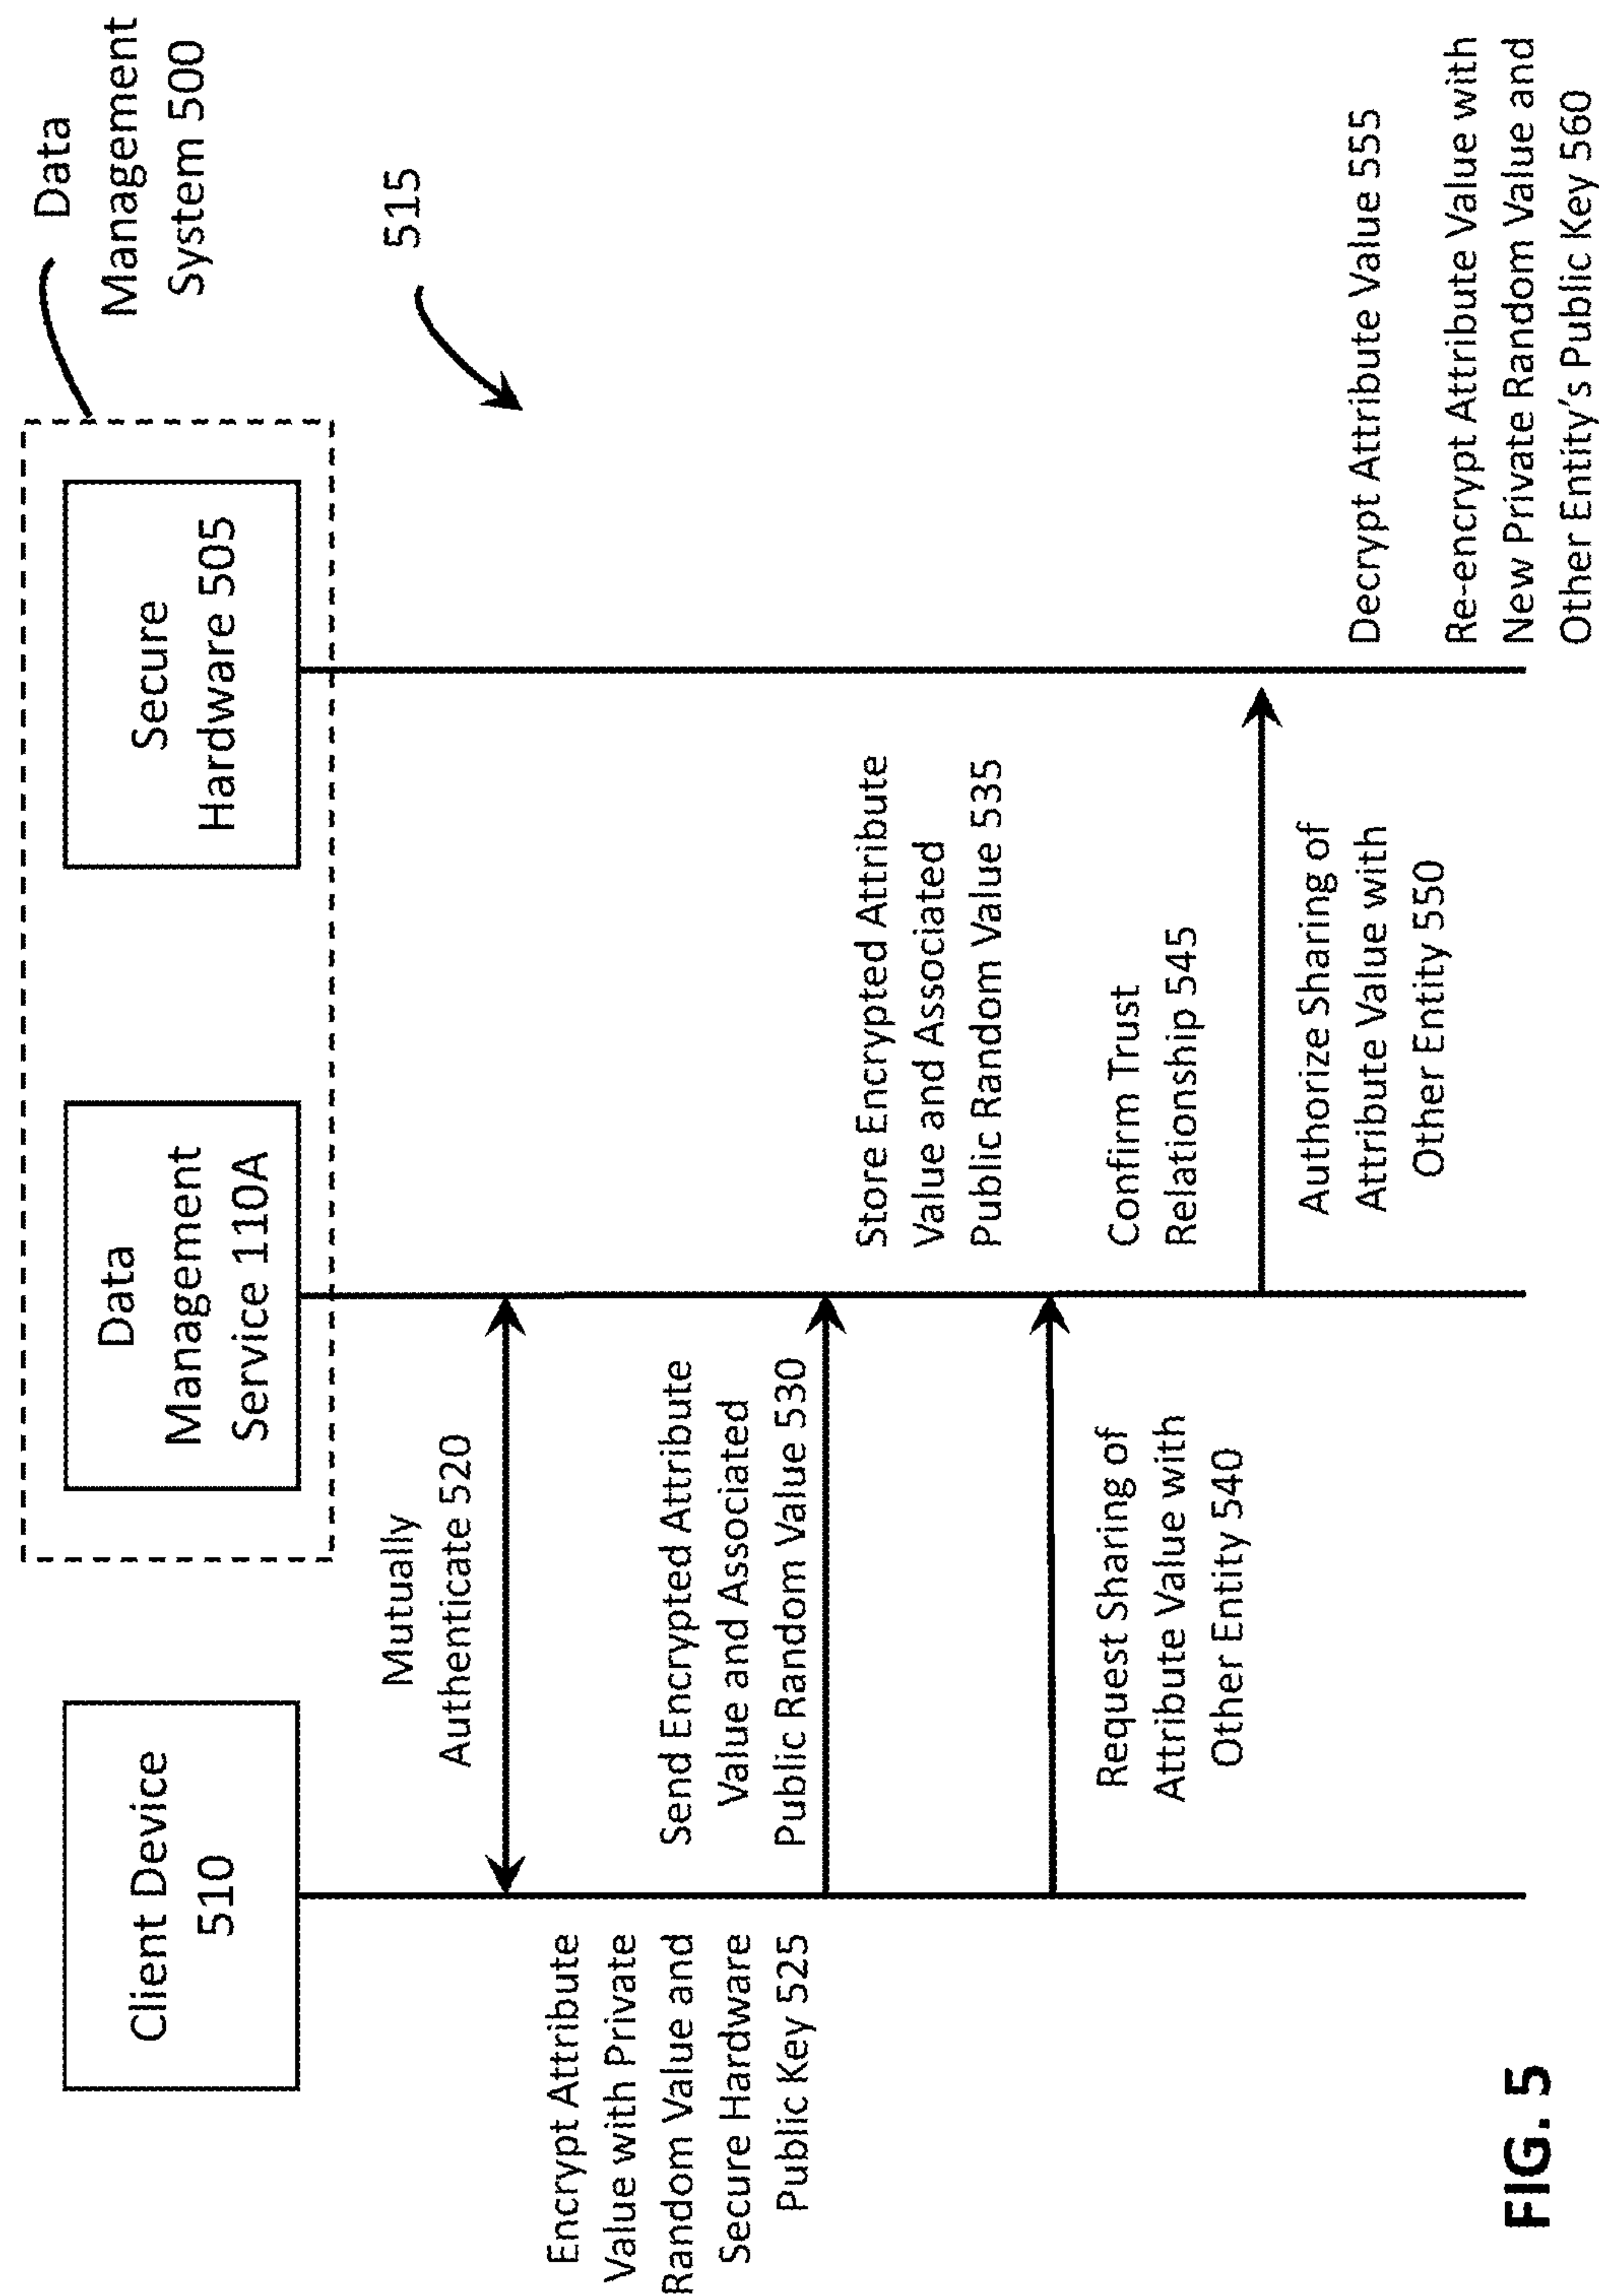 Data
Management
System 500
Client Device
510
Data
Management
Service 110A
Secure
Hardware 505
515
Mutually
Authenticate 520
Encrypt Attribute
Value with Private
Random Value and
Secure Hardware
Public Key 525
Send Encrypted Attribute
Value and Associated
Public Random Value 530
Store Encrypted Attribute
Value and Associated
Public Random Value 535
Request Sharing of
Attribute Value with
Other Entity 540
Confirm Trust
Relationship 545
Authorize Sharing of
Attribute Value with
Other Entity 550
Decrypt Attribute Value 555
Re-encrypt Attribute Value with
New Private Random Value and
Other Entity's Public Key 560
FIG. 5